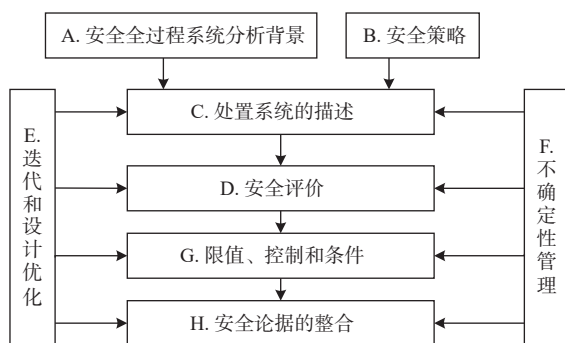 A. 安全全过程系统分析背景
B. 安全策略
C. 处置系统的描述
E.
迭
代
和
设
计
优
化
F.
不
确
定
性
管
理
D. 安全评价
G. 限值、控制和条件
H. 安全论据的整合